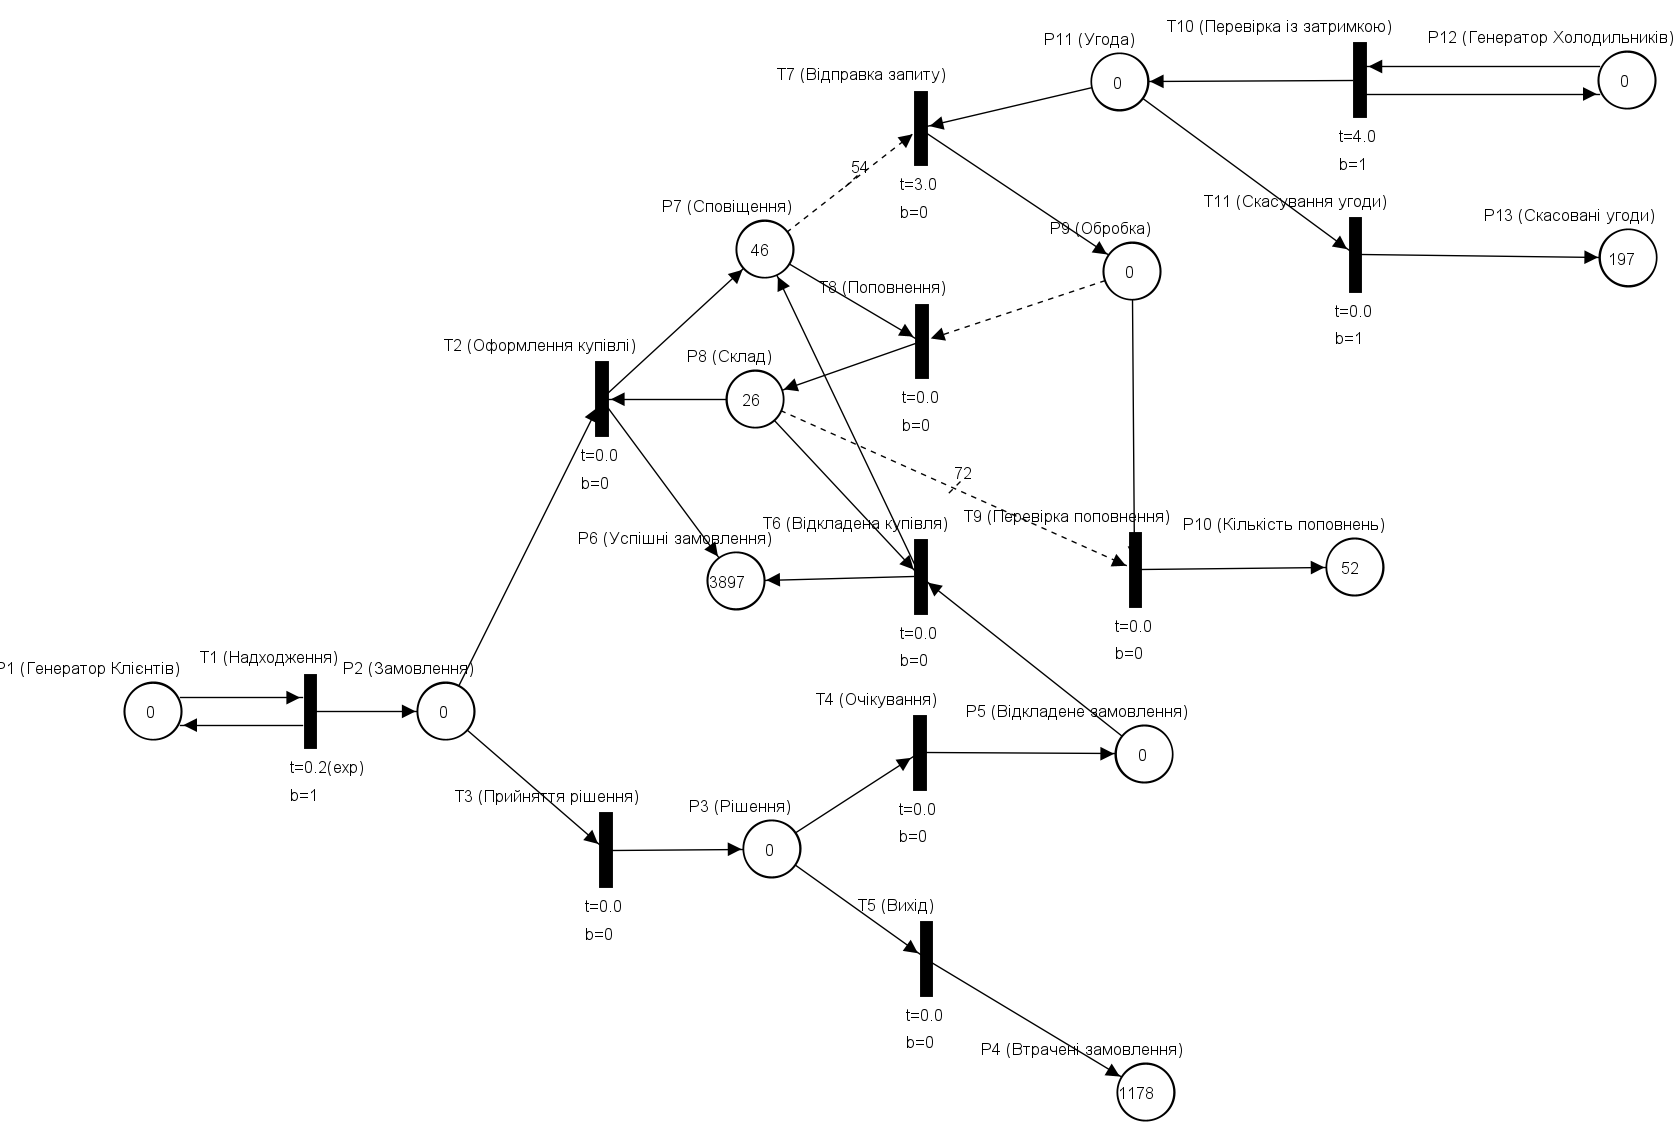 T10 (Перевірка із затримкою)
P12 (Генератор Холодильників)
P11 (Угода)
T7 (Відправка запиту)
0
0
t=4.0
b=1
54
t=3.0
b=0
P7 (Сповіщення)
T11 (Скасування угоди)
P13 (Скасовані угоди)
P9 (Обробка)
46
0
197
T8 (Поповнення)
t=0.0
b=1
T2 (Оформлення купівлі)
P8 (Склад)
26
t=0.0
b=0
t=0.0
b=0
72
T6 (Відкладена купівля)
T9 (Перевірка поповнення)
P10 (Кількість поповнень)
P6 (Успішні замовлення)
3897
52
t=0.0
b=0
t=0.0
b=0
P1 (Генератор Клієнтів)
T1 (Надходження)
P2 (Замовлення)
0
0
T4 (Очікування)
P5 (Відкладене замовлення)
0
t=0.2(exp)
b=1
T3 (Прийняття рішення)
P3 (Рішення)
0
t=0.0
b=0
t=0.0
b=0
T5 (Вихід)
t=0.0
b=0
P4 (Втрачені замовлення)
1178